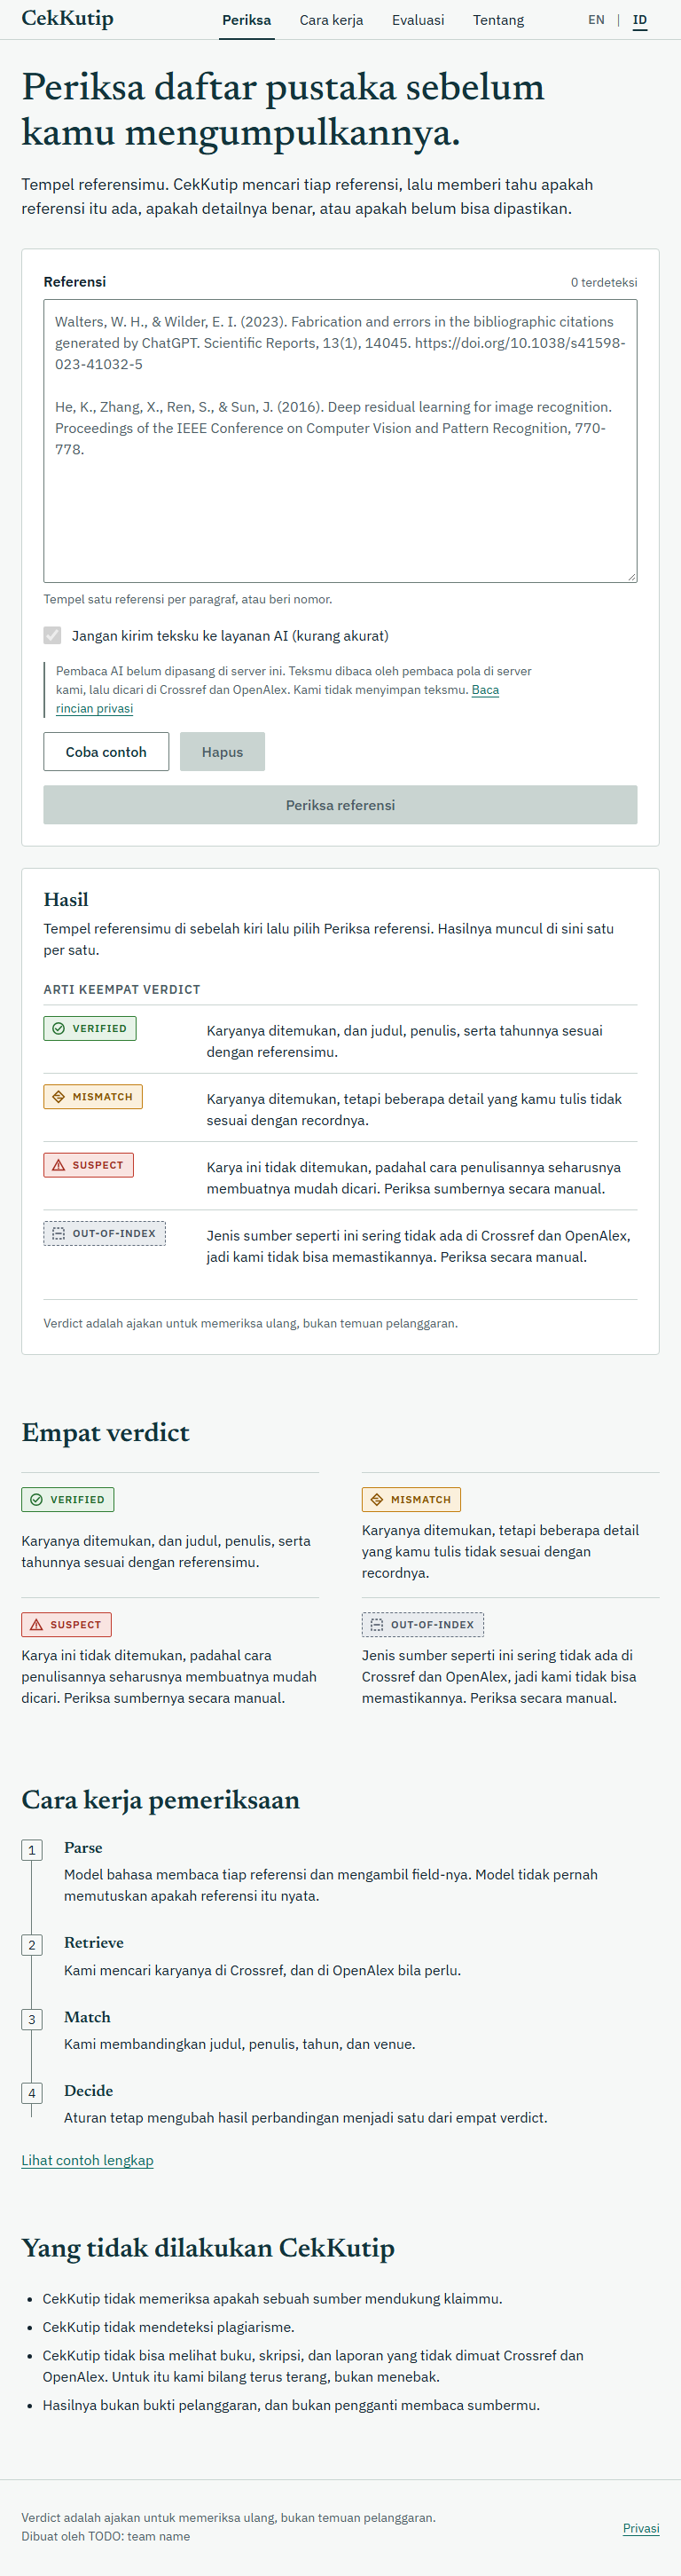 CekKutip
Periksa
Cara kerja
Evaluasi
Tentang
EN | ID
Periksa daftar pustaka sebelum
kamu mengumpulkannya.
Tempel referensimu. CekKutip mencari tiap referensi, lalu memberi tahu apakah
referensi itu ada, apakah detailnya benar, atau apakah belum bisa dipastikan.
Referensi
0 terdeteksi
Walters, W. H., & Wilder, E. I. (2023). Fabrication and errors in the bibliographic citations
generated by ChatGPT. Scientific Reports, 13(1), 14045. https://doi.org/10.1038/s41598-
023-41032-5
He, K., Zhang, X., Ren, S., & Sun, J. (2016). Deep residual learning for image recognition.
Proceedings of the IEEE Conference on Computer Vision and Pattern Recognition, 770-
778.
Tempel satu referensi per paragraf, atau beri nomor.
Jangan kirim teksku ke layanan AI (kurang akurat)
Pembaca AI belum dipasang di server ini. Teksmu dibaca oleh pembaca pola di server
kami, lalu dicari di Crossref dan OpenAlex. Kami tidak menyimpan teksmu. Baca
rincian privasi
Coba contoh
Hapus
Periksa referensi
Hasil
Tempel referensimu di sebelah kiri lalu pilih Periksa referensi. Hasilnya muncul di sini satu
per satu.
ARTI KEEMPAT VERDICT
VERIFIED
Karyanya ditemukan, dan judul, penulis, serta tahunnya sesuai
dengan referensimu.
MISMATCH
Karyanya ditemukan, tetapi beberapa detail yang kamu tulis tidak
sesuai dengan recordnya.
SUSPECT
Karya ini tidak ditemukan, padahal cara penulisannya seharusnya
membuatnya mudah dicari. Periksa sumbernya secara manual.
OUT-OF-INDEX
Jenis sumber seperti ini sering tidak ada di Crossref dan OpenAlex,
jadi kami tidak bisa memastikannya. Periksa secara manual.
Verdict adalah ajakan untuk memeriksa ulang, bukan temuan pelanggaran.
Empat verdict
VERIFIED
Karyanya ditemukan, dan judul, penulis, serta
tahunnya sesuai dengan referensimu.
MISMATCH
Karyanya ditemukan, tetapi beberapa detail
yang kamu tulis tidak sesuai dengan
recordnya.
SUSPECT
Karya ini tidak ditemukan, padahal cara
penulisannya seharusnya membuatnya mudah
dicari. Periksa sumbernya secara manual.
OUT-OF-INDEX
Jenis sumber seperti ini sering tidak ada di
Crossref dan OpenAlex, jadi kami tidak bisa
memastikannya. Periksa secara manual.
Cara kerja pemeriksaan
1
Parse
Model bahasa membaca tiap referensi dan mengambil field-nya. Model tidak pernah
memutuskan apakah referensi itu nyata.
2
Retrieve
Kami mencari karyanya di Crossref, dan di OpenAlex bila perlu.
3
Match
Kami membandingkan judul, penulis, tahun, dan venue.
4
Decide
Aturan tetap mengubah hasil perbandingan menjadi satu dari empat verdict.
Lihat contoh lengkap
Yang tidak dilakukan CekKutip
• CekKutip tidak memeriksa apakah sebuah sumber mendukung klaimmu.
• CekKutip tidak mendeteksi plagiarisme.
• CekKutip tidak bisa melihat buku, skripsi, dan laporan yang tidak dimuat Crossref dan
OpenAlex. Untuk itu kami bilang terus terang, bukan menebak.
• Hasilnya bukan bukti pelanggaran, dan bukan pengganti membaca sumbermu.
Verdict adalah ajakan untuk memeriksa ulang, bukan temuan pelanggaran.
Dibuat oleh TODO: team name
Privasi